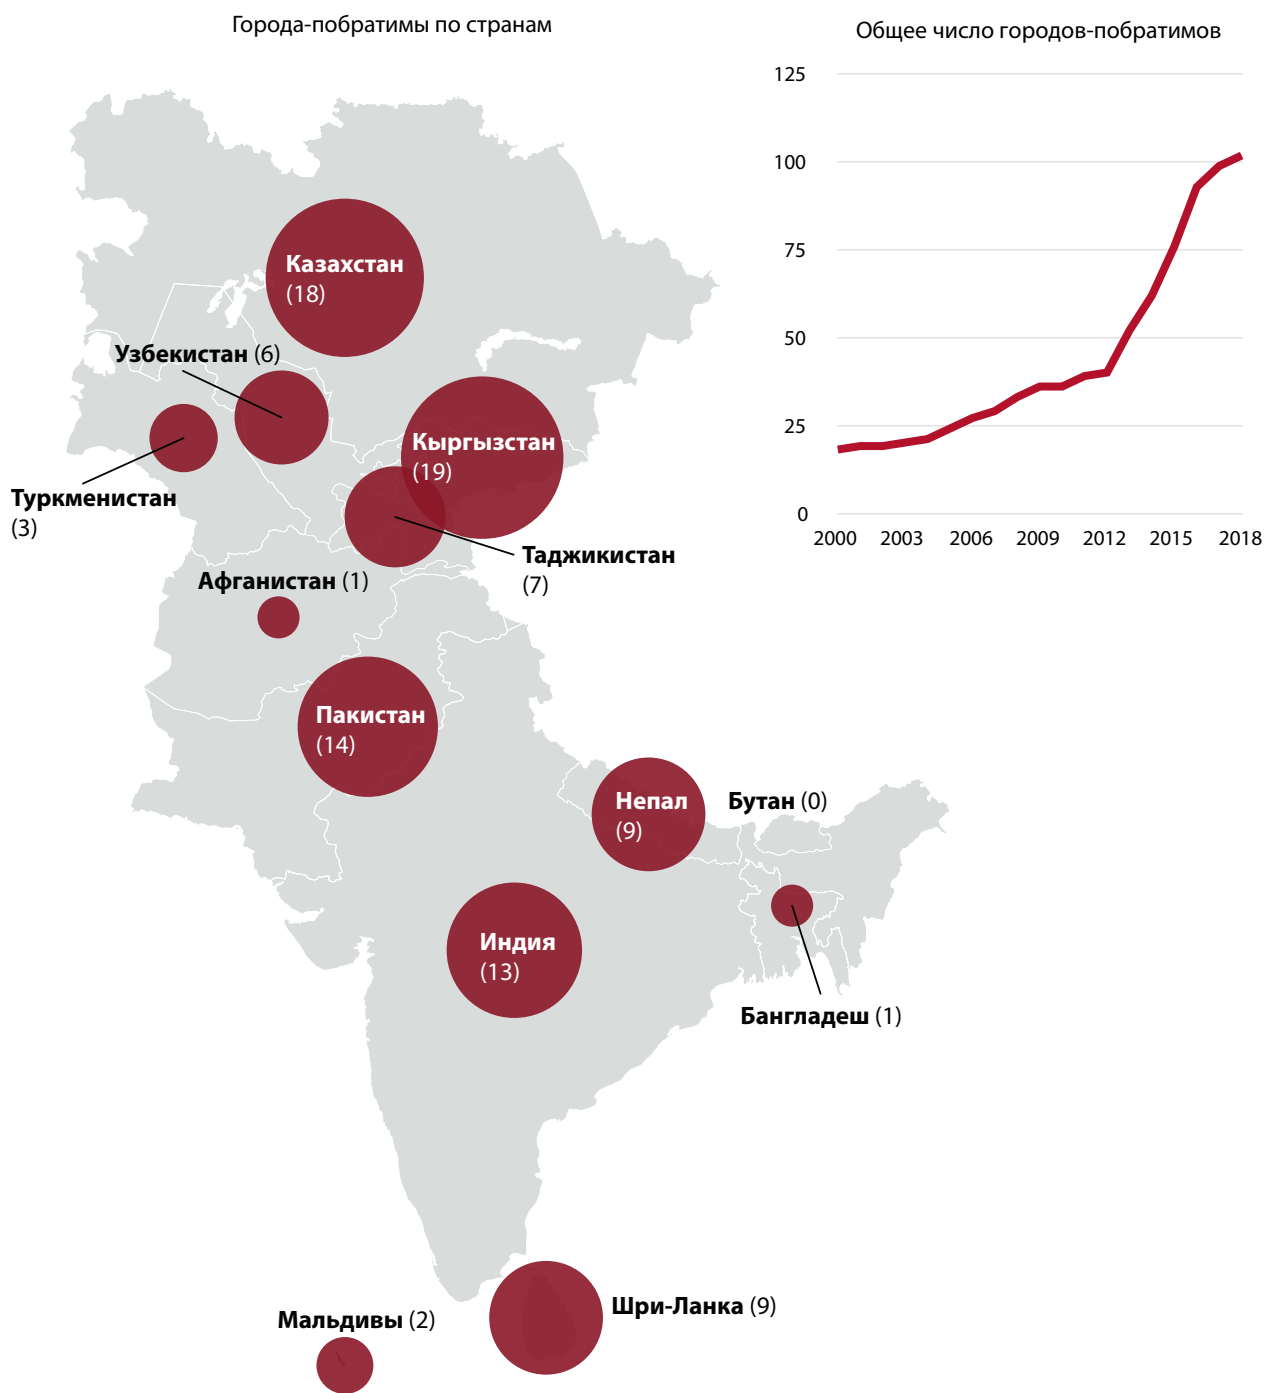 Города-побратимы по странам
Казахстан
(18)
Узбекистан (6)
Кыргызстан
(19)
Туркменистан
(3)
Таджикистан
(7)
Афганистан (1)
Пакистан
(14)
Непал
(9)
Бутан (0)
Индия
(13)
Бангладеш (1)
Шри-Ланка (9)
Мальдивы (2)
Общее число городов-побратимов
125
100
75
50
25
0
2000 2003 2006 2009 2012 2015 2018